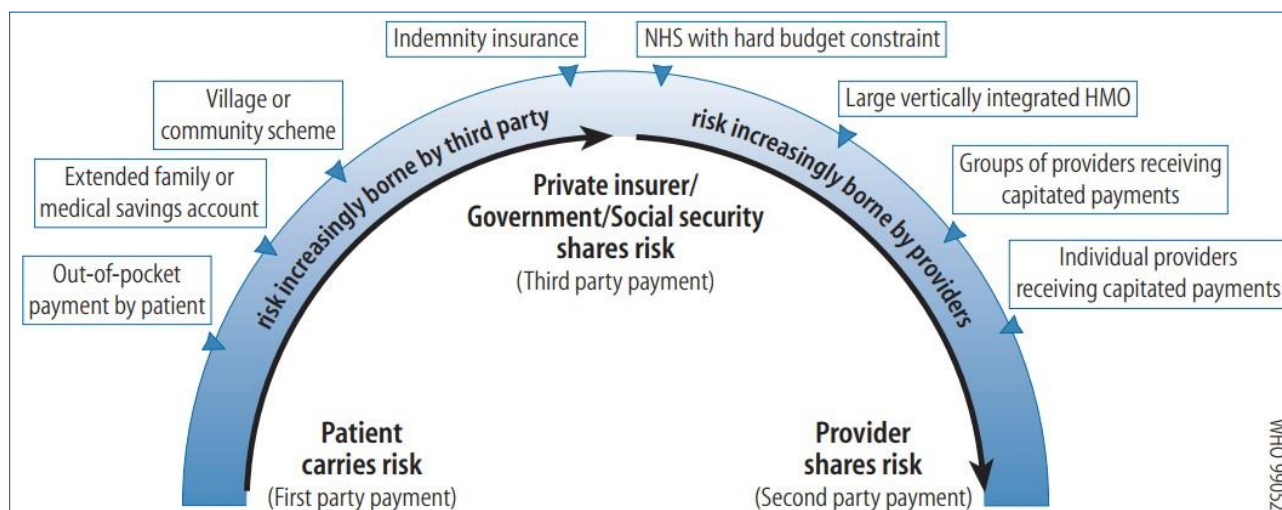 Indemnity insurance
NHS with hard budget constraint
Village or
community scheme
Large vertically integrated HMO
Extended family or
medical savings account
Groups of providers receiving
capitated payments
Out-of-pocket
payment by patient
Individual providers
receiving capitated payments
risk increasingly borne by third party
risk increasingly borne by providers
Private insurer/
Government/Social security
shares risk
(Third party payment)
Patient
carries risk
(First party payment)
Provider
shares risk
(Second party payment)
WHO 99052